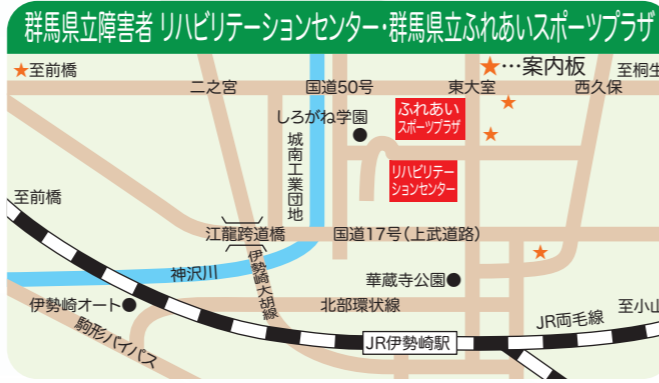 群馬県立障害者 リハビリテーションセンター・群馬県立ふれあいスポーツプラザ
★至前橋
★…案内板
至桐生
二之宮
国道50号
東大室
西久保
しろがね学園
ふれあい
スポーツプラザ
城南工業団地
リハビリテー
ションセンター
至前橋
江龍跨道橋
国道17号(上武道路)
神沢川
伊勢崎大胡線
華蔵寺公園
伊勢崎オート
北部環状線
至小山
駒形バイパス
JR伊勢崎駅
JR両毛線